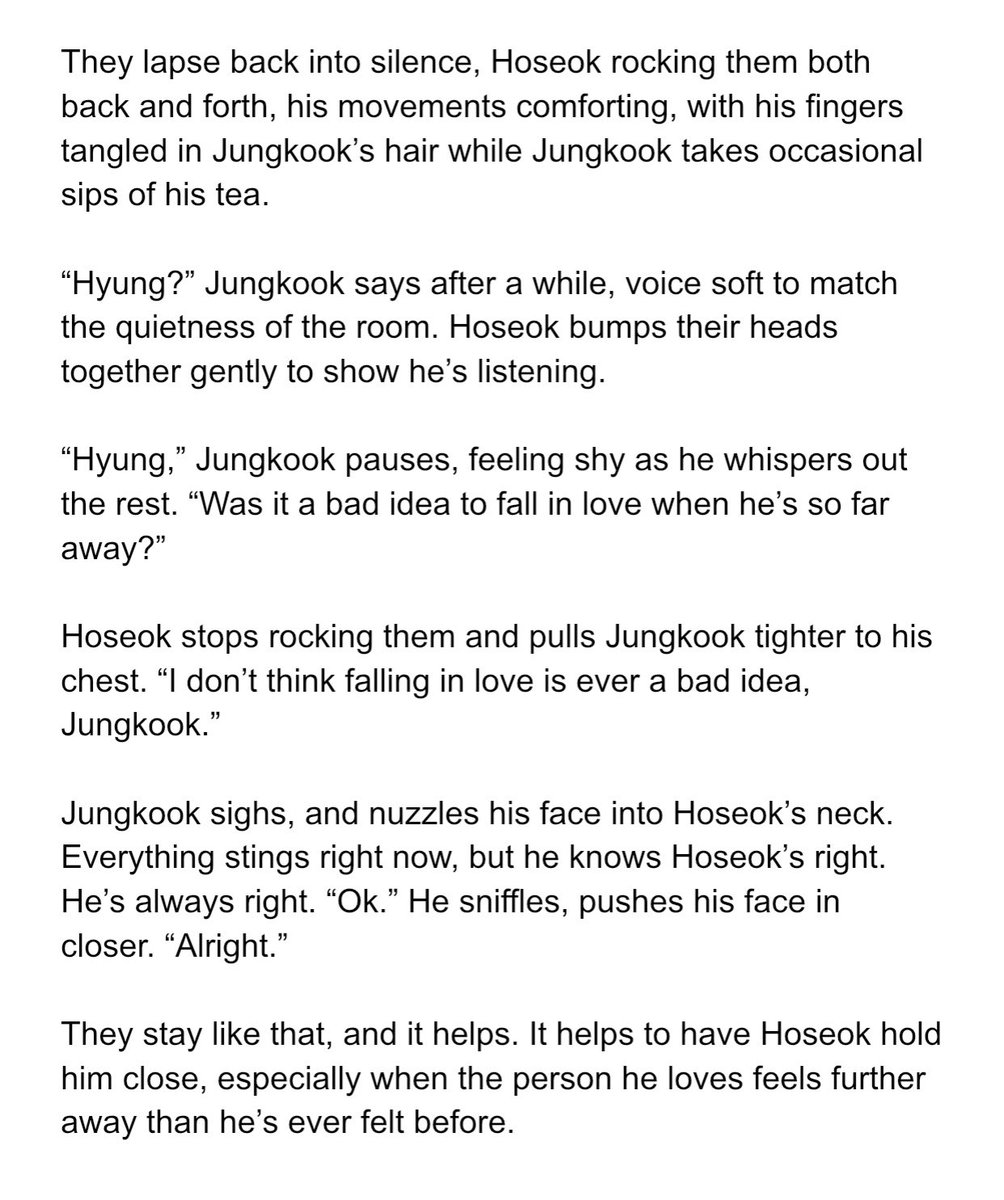 They lapse back into silence, Hoseok rocking them both
back and forth, his movements comforting, with his fingers
tangled in Jungkook’s hair while Jungkook takes occasional
sips of his tea.
“Hyung?” Jungkook says after a while, voice soft to match
the quietness of the room. Hoseok bumps their heads
together gently to show he’s listening.
“Hyung,” Jungkook pauses, feeling shy as he whispers out
the rest. “Was it a bad idea to fall in love when he’s so far
away?”
Hoseok stops rocking them and pulls Jungkook tighter to his
chest. “I don’t think falling in love is ever a bad idea,
Jungkook.”
Jungkook sighs, and nuzzles his face into Hoseok’s neck.
Everything stings right now, but he knows Hoseok’s right.
He’s always right. “Ok.” He sniffles, pushes his face in
closer. “Alright.”
They stay like that, and it helps. It helps to have Hoseok hold
him close, especially when the person he loves feels further
away than he’s ever felt before.